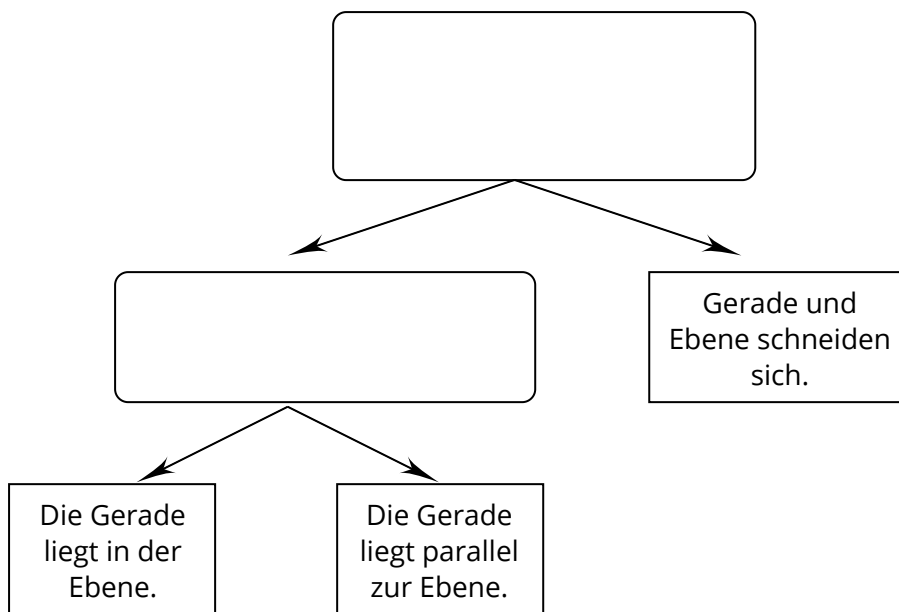 Gerade und
Ebene schneiden
sich.
Die Gerade
liegt in der
Ebene.
Die Gerade
liegt parallel
zur Ebene.